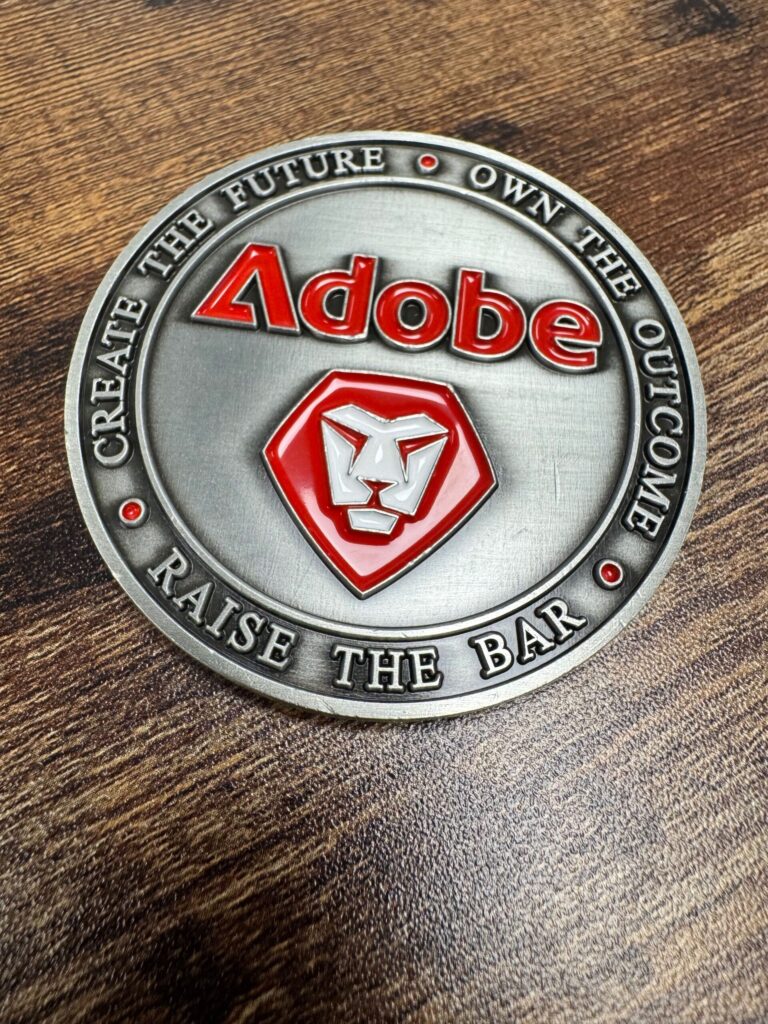 CREATE THE FUTURE • OWN THE OUTCOME •
Adobe
RAISE THE BAR •